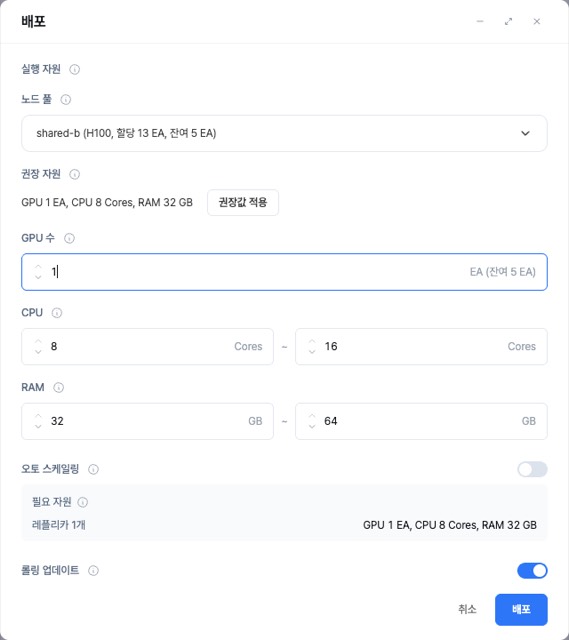 배포
실행 자원
노드 풀
shared-b (H100, 할당 13 EA, 잔여 5 EA)
권장 자원
GPU 1 EA, CPU 8 Cores, RAM 32 GB 권장값 적용
GPU 수
1 EA (잔여 5 EA)
CPU
8 Cores ~ 16 Cores
RAM
32 GB ~ 64 GB
오토 스케일링
필요 자원
레플리카 1개 GPU 1 EA, CPU 8 Cores, RAM 32 GB
롤링 업데이트
취소 배포